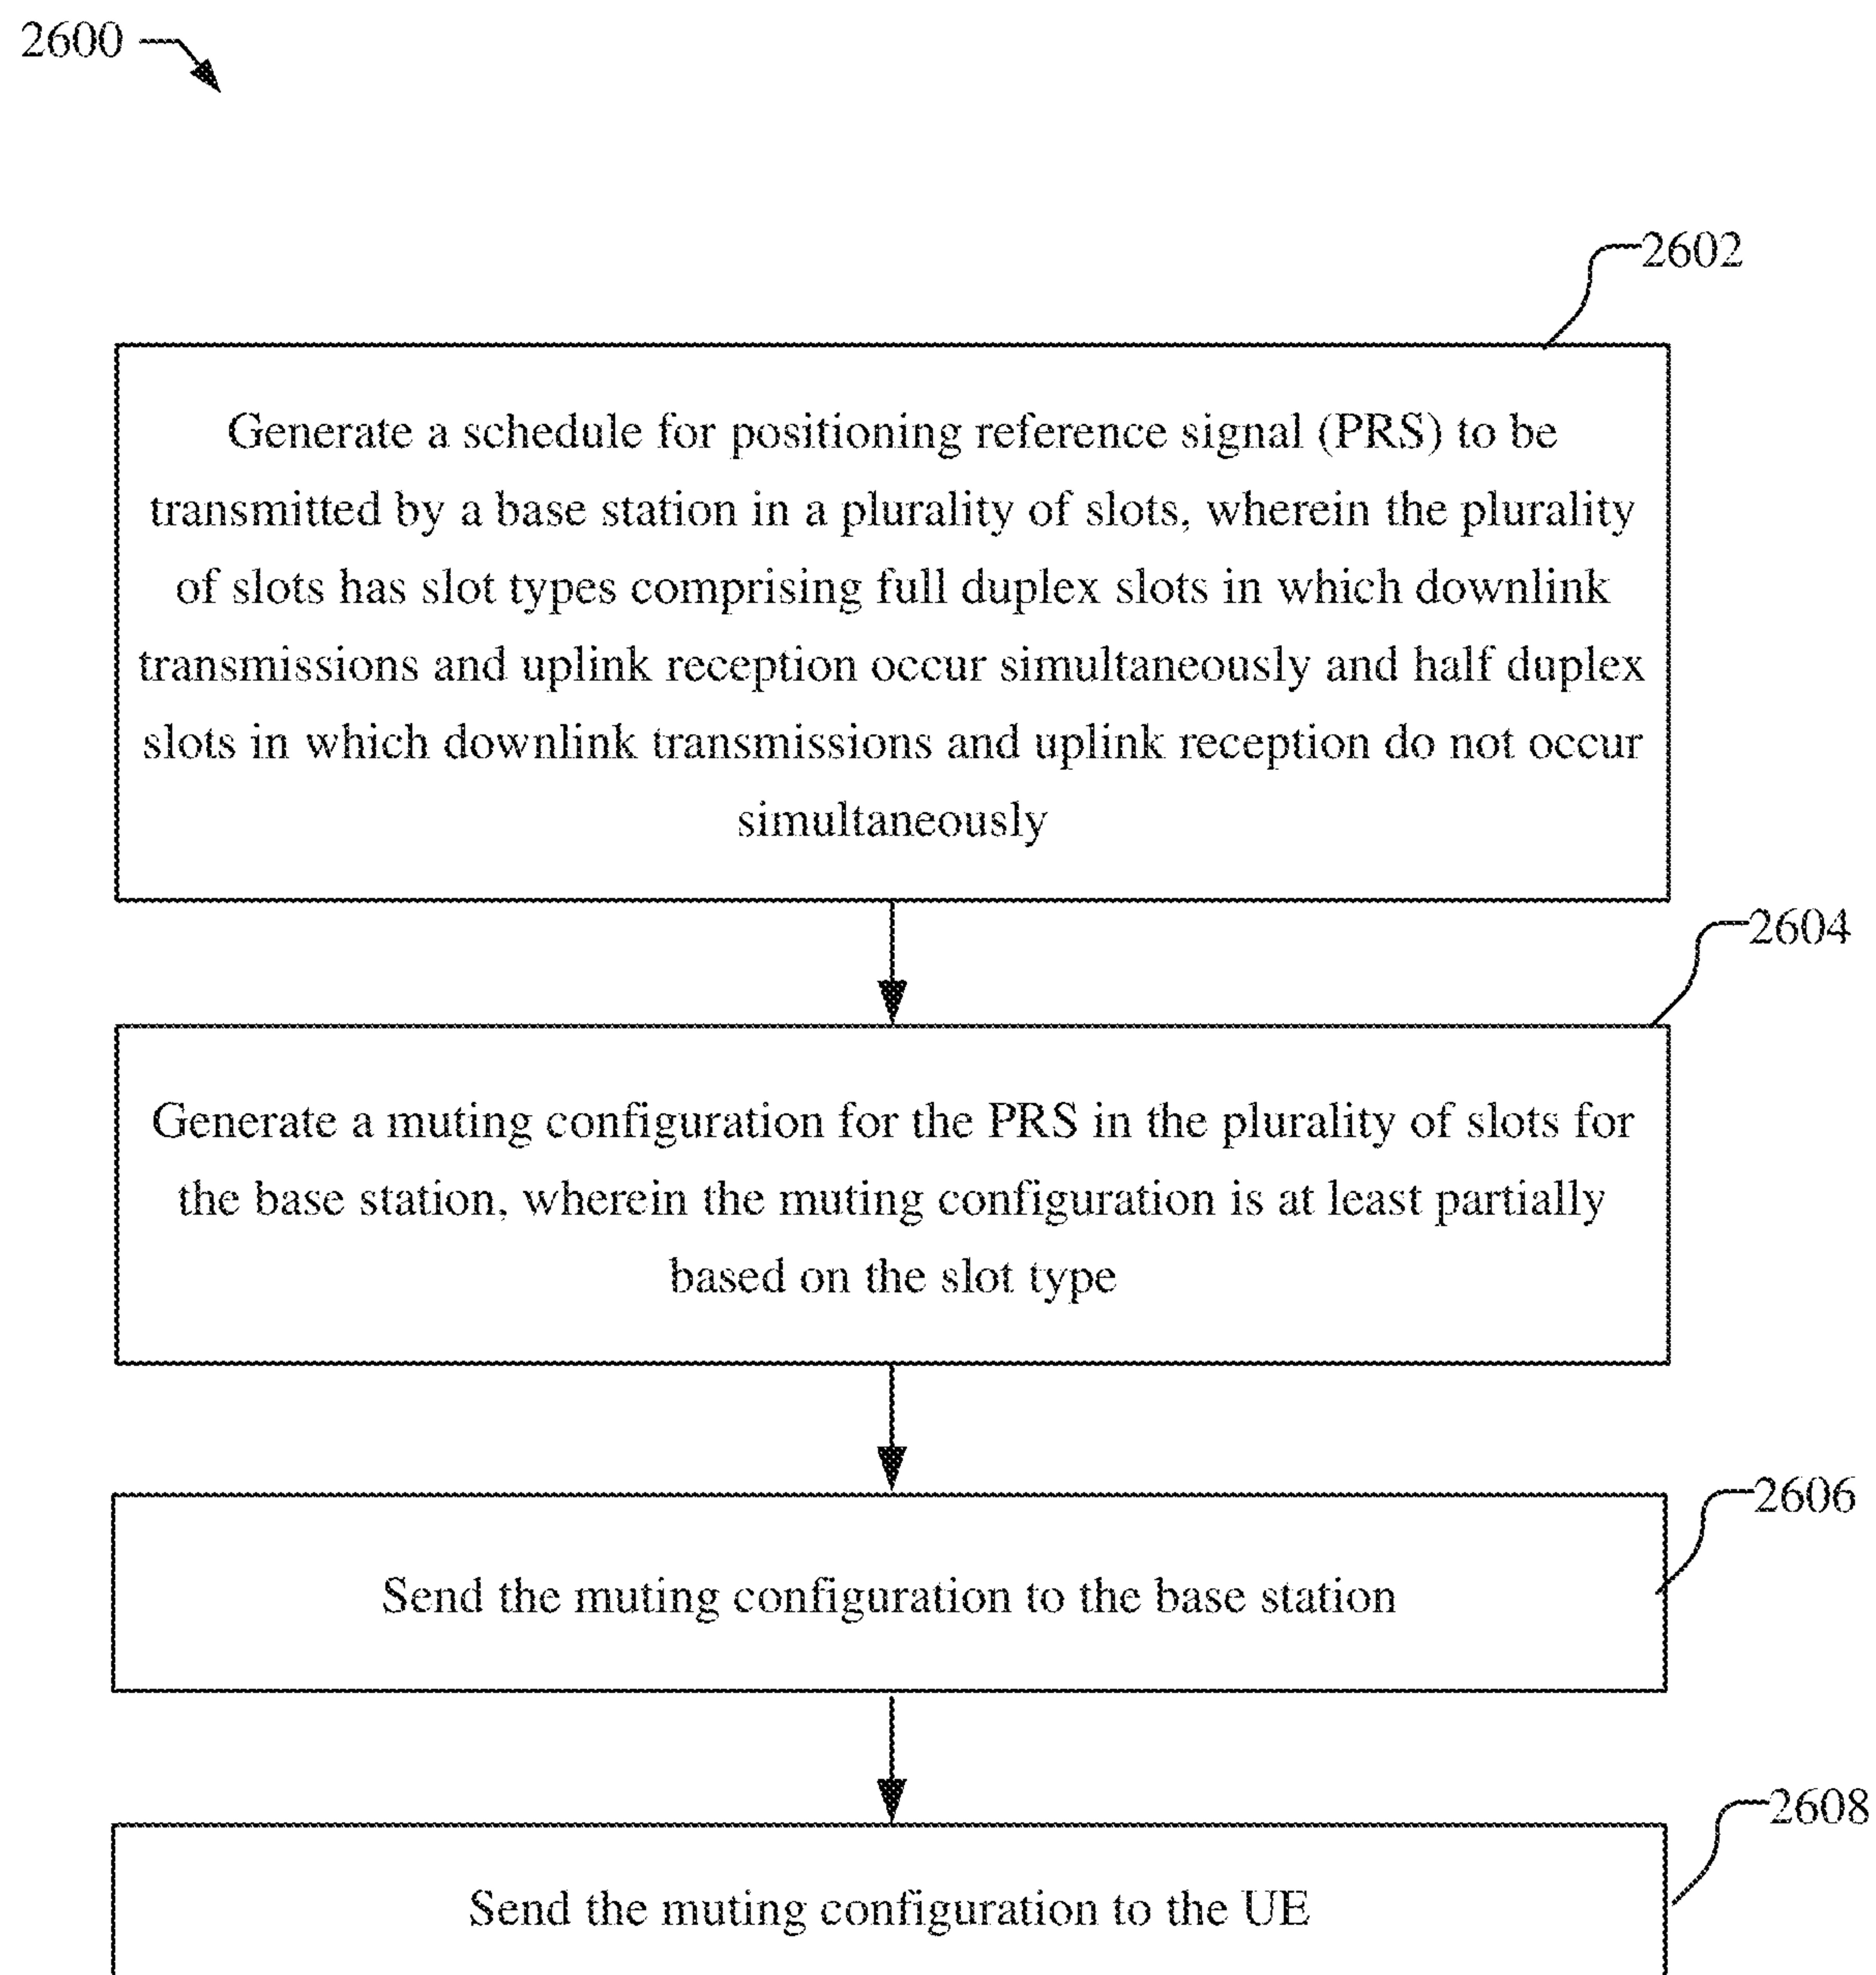 2600
2602
Generate a schedule for positioning reference signal (PRS) to be
transmitted by a base station in a plurality of slots, wherein the plurality
of slots has slot types comprising full duplex slots in which downlink
transmissions and uplink reception occur simultaneously and half duplex
slots in which downlink transmissions and uplink reception do not occur
simultaneously
2604
Generate a muting configuration for the PRS in the plurality of slots for
the base station, wherein the muting configuration is at least partially
based on the slot type
2606
Send the muting configuration to the base station
2608
Send the muting configuration to the UE